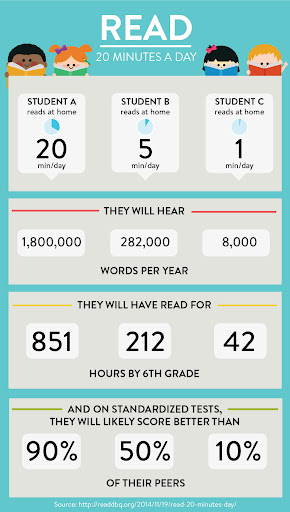 READ
20 MINUTES A DAY
STUDENT A
reads at home
20
min/day
STUDENT B
reads at home
5
min/day
STUDENT C
reads at home
1
min/day
THEY WILL HEAR
1,800,000 282,000 8,000
WORDS PER YEAR
THEY WILL HAVE READ FOR
851 212 42
HOURS BY 6TH GRADE
AND ON STANDARDIZED TESTS,
THEY WILL LIKELY SCORE BETTER THAN
90% 50% 10%
OF THEIR PEERS
Source: http://readdbg.org/2014/11/19/read-20-minutes-day/